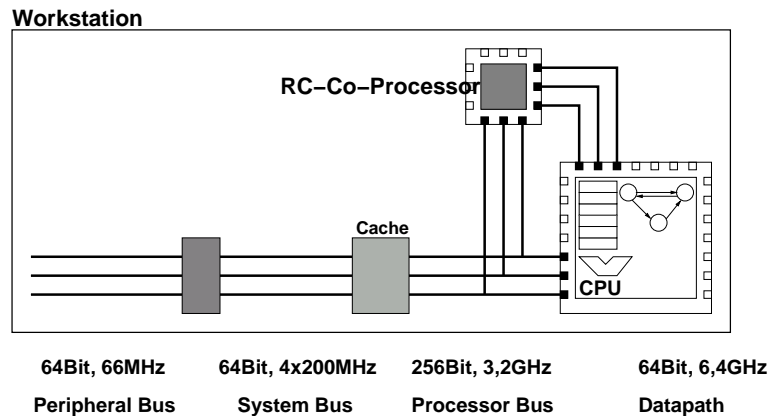 Workstation
RC–Co–Processor
Cache
CPU
64Bit, 66MHz 64Bit, 4x200MHz 256Bit, 3,2GHz 64Bit, 6,4GHz
Peripheral Bus System Bus Processor Bus Datapath